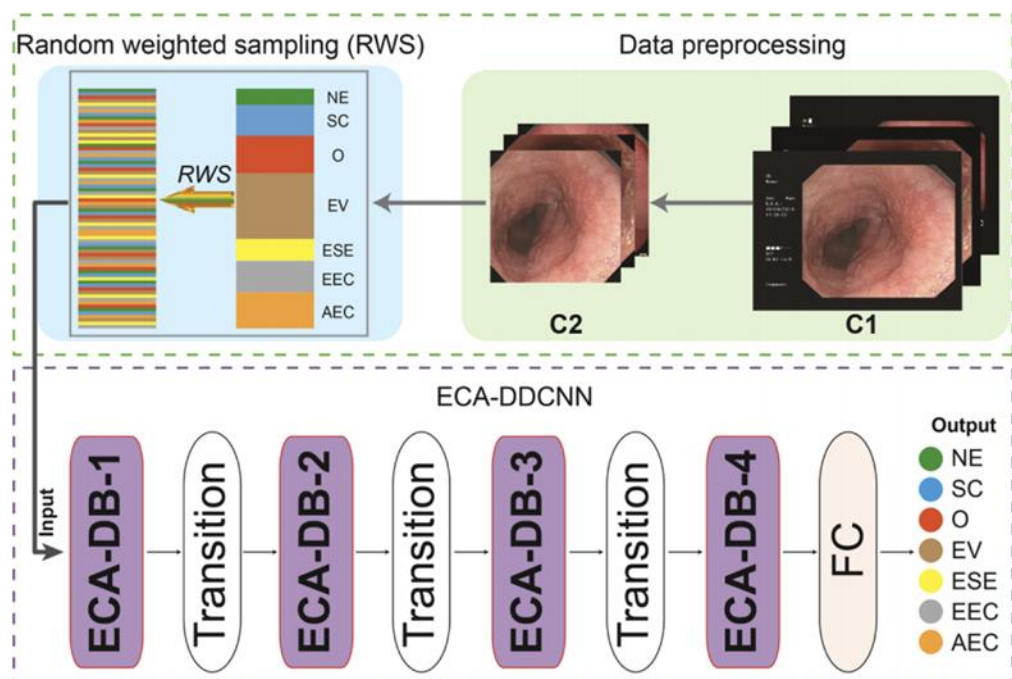 Random weighted sampling (RWS)
Data preprocessing
NE
SC
O
RWS
EV
ESE
EEC
AEC
C2
C1
ECA-DDCNN
Input
ECA-DB-1
Transition
ECA-DB-2
Transition
ECA-DB-3
Transition
ECA-DB-4
FC
Output
NE
SC
O
EV
ESE
EEC
AEC